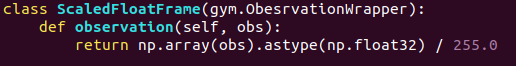 class ScaledFloatFrame(gym.ObesrvationWrapper):
    def observation(self, obs):
        return np.array(obs).astype(np.float32) / 255.0